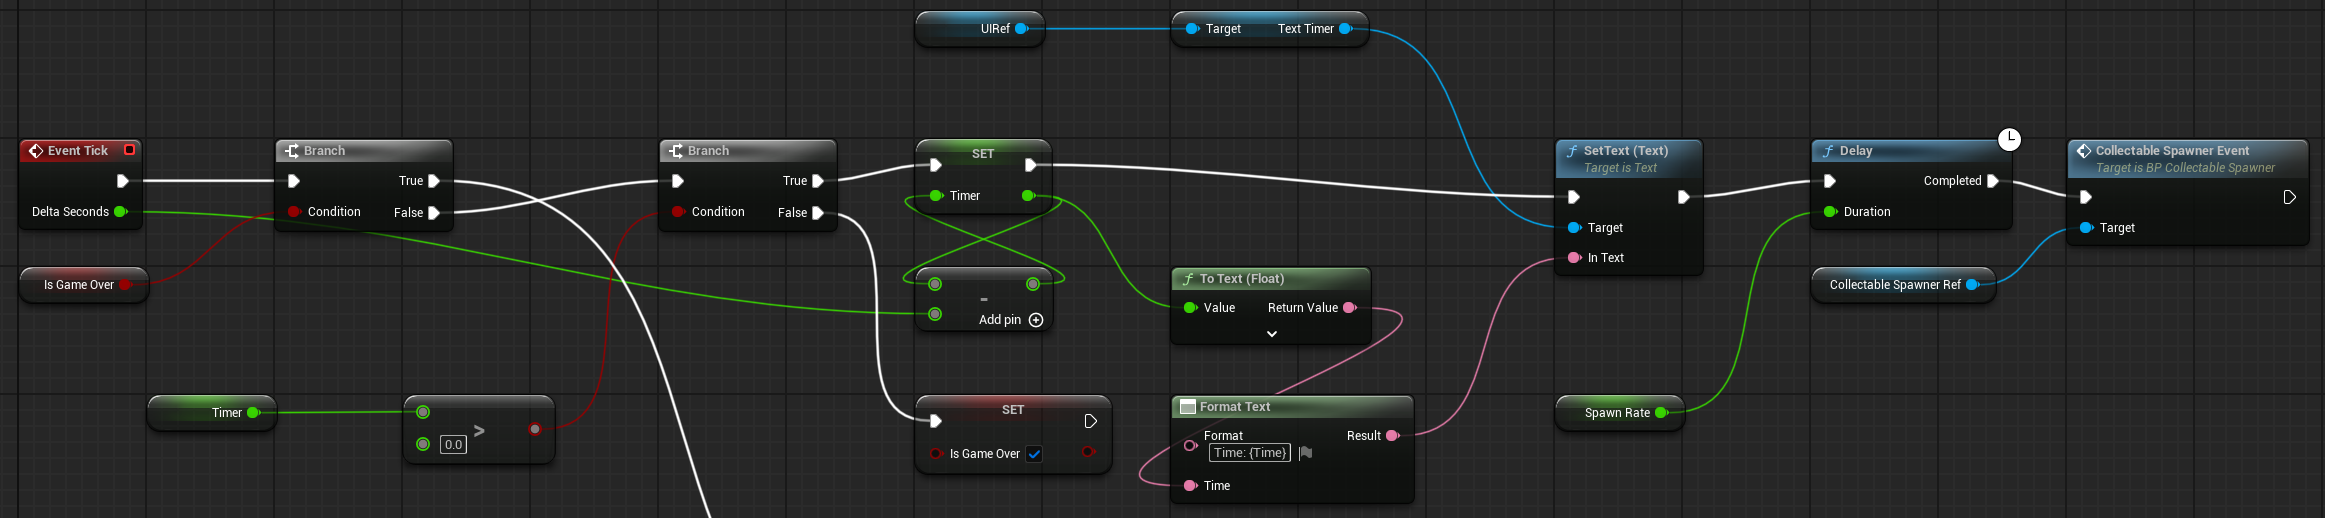 UIRef
Target Text Timer
Event Tick
Delta Seconds
Is Game Over
Branch
True
Condition False
Branch
True
Condition False
SET
Timer
-
Add pin
To Text (Float)
Value Return Value
SetText (Text)
Target is Text
Target
In Text
Delay
Completed
Duration
Collectable Spawner Event
Target is BP Collectable Spawner
Target
Collectable Spawner Ref
Timer
>
0.0
SET
Is Game Over
Format Text
Format Result
Time: {Time}
Time
Spawn Rate